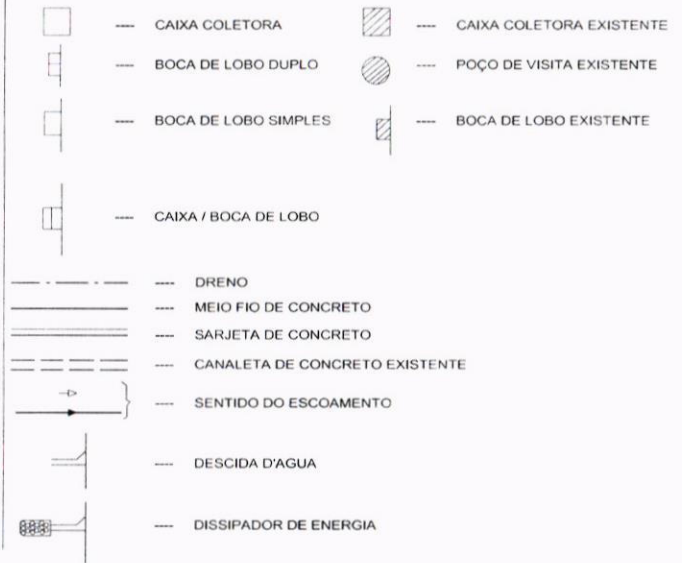 CAIXA COLETORA
BOCA DE LOBO DUPLO
BOCA DE LOBO SIMPLES
CAIXA / BOCA DE LOBO
CAIXA COLETORA EXISTENTE
POÇO DE VISITA EXISTENTE
BOCA DE LOBO EXISTENTE
DRENO
MEIO FIO DE CONCRETO
SARJETA DE CONCRETO
CANALETA DE CONCRETO EXISTENTE
SENTIDO DO ESCOAMENTO
DESCIDA D'AGUA
DISSIPADOR DE ENERGIA